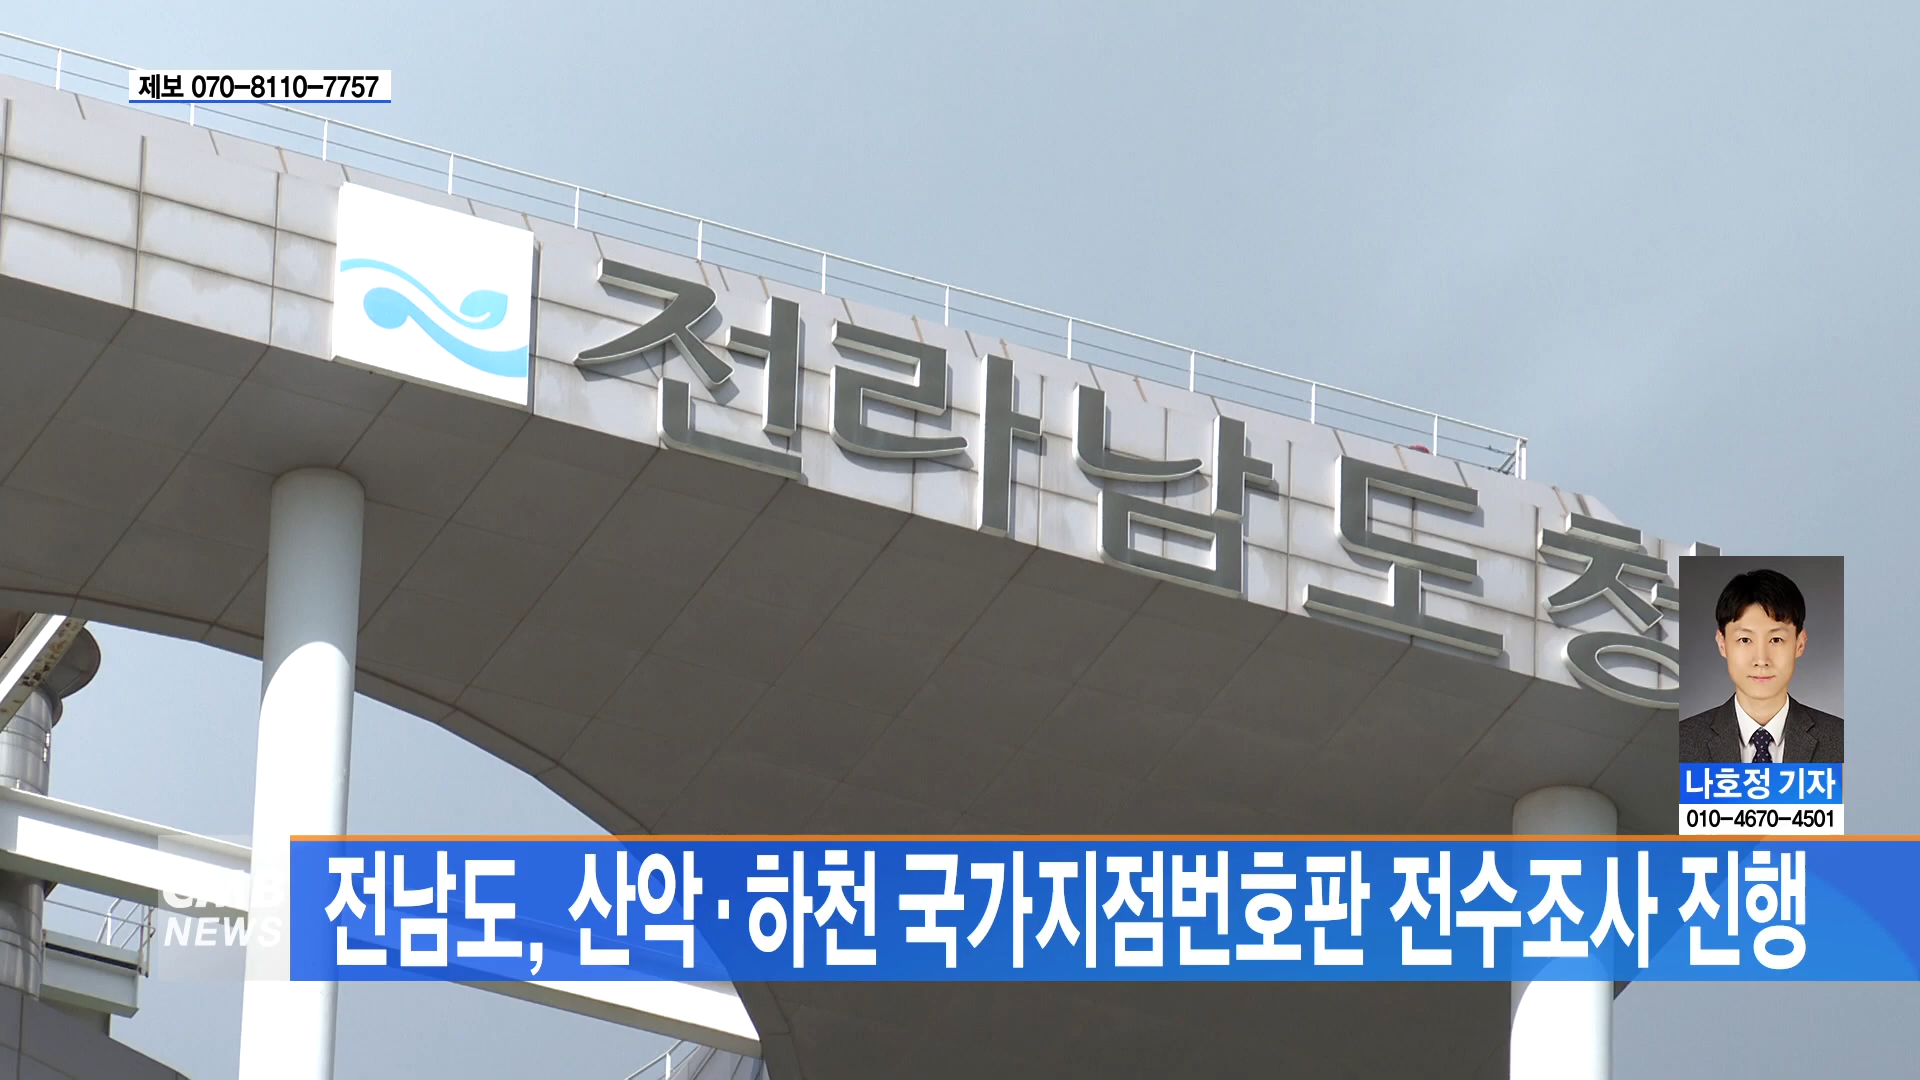 제보 070-8110-7757
전라남도청
나호정 기자
010-4670-4501
CMB
NEWS
전남도, 산악·하천 국가지점번호판 전수조사 진행